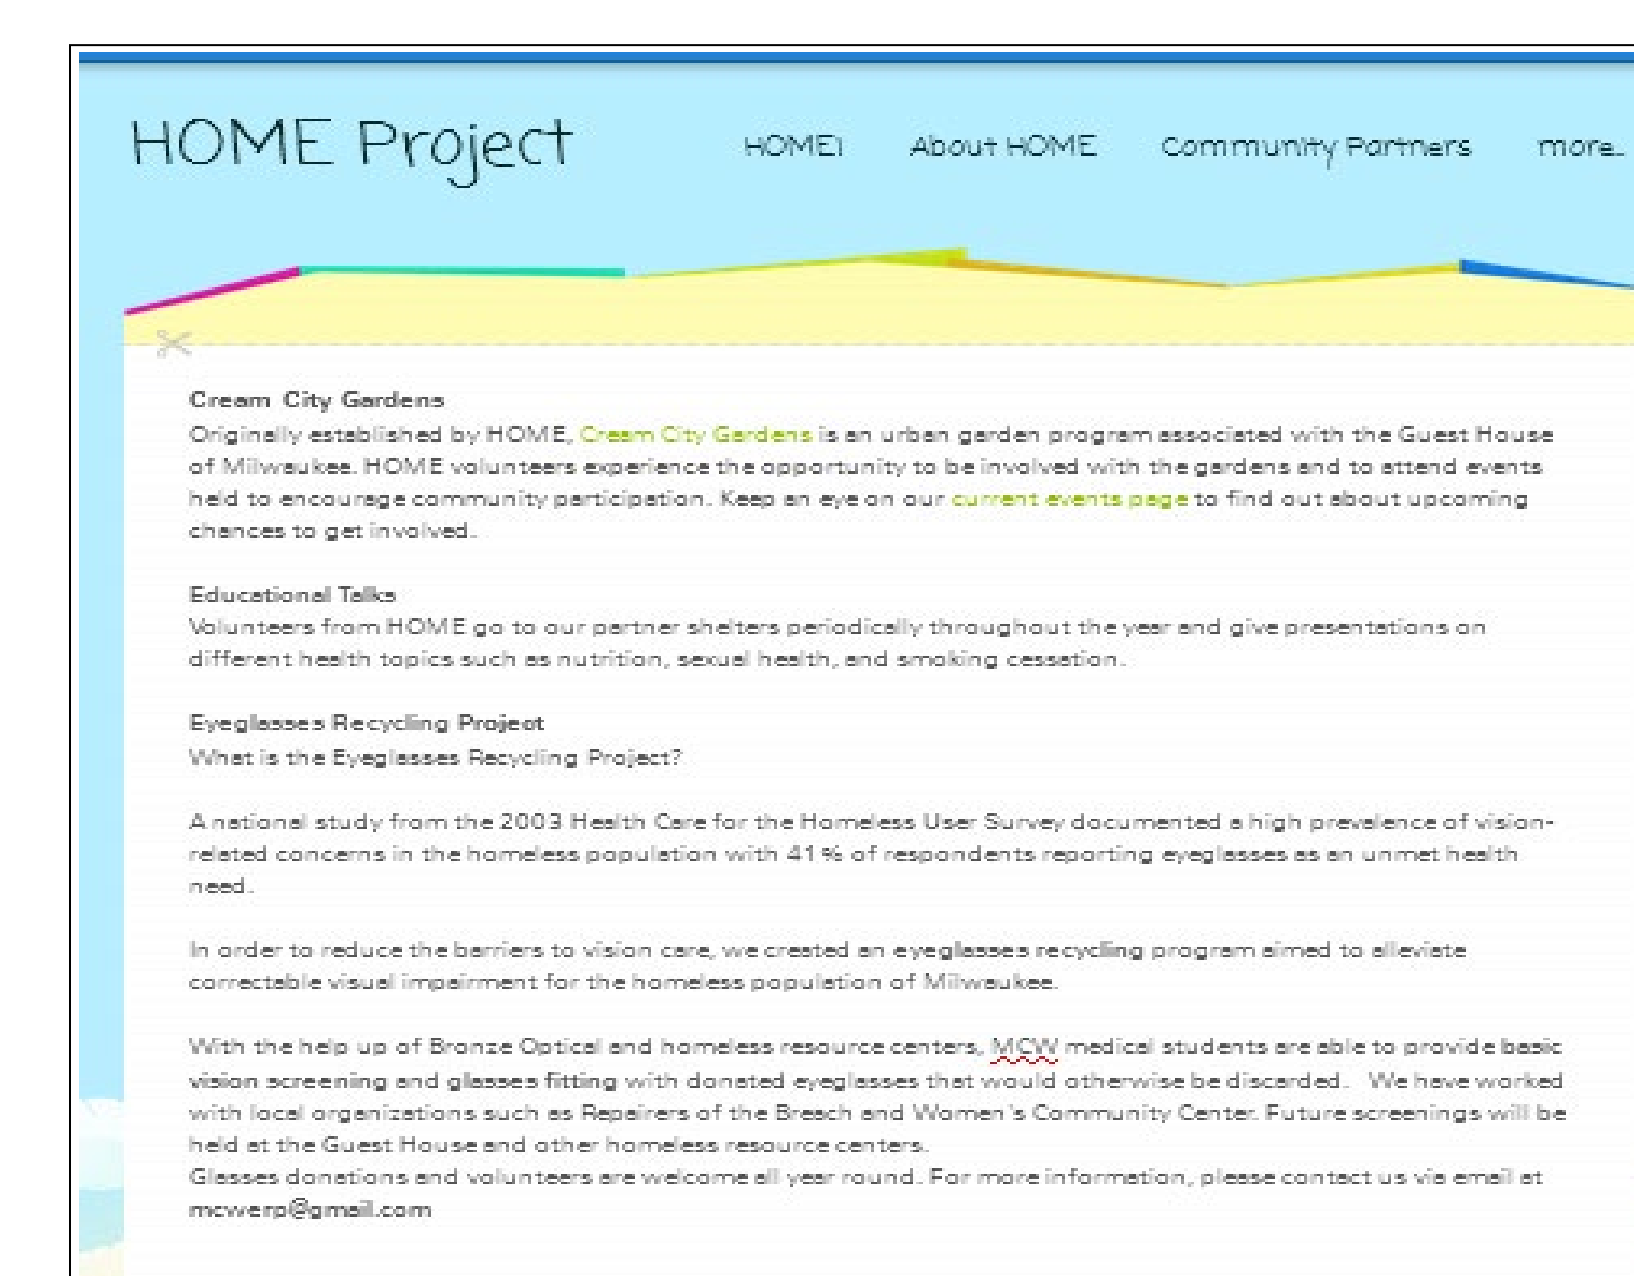 HOME Project
HOME1 About HOME Community Partners more...
Cream City Gardens
Originally established by HOME, Cream City Gardens is an urban garden program associated with the Guest House
of Milwaukee. HOME volunteers experience the opportunity to be involved with the gardens and to attend events
held to encourage community participation. Keep an eye on our current events page to find out about upcoming
chances to get involved.
Educational Talks
Volunteers from HOME go to our partner shelters periodically throughout the year and give presentations on
different health topics such as nutrition, sexual health, and smoking cessation.
Eyeglasses Recycling Project
What is the Eyeglasses Recycling Project?
A national study from the 2003 Health Care for the Homeless User Survey documented a high prevalence of vision-
related concerns in the homeless population with 41% of respondents reporting eyeglasses as an unmet health
need.
In order to reduce the barriers to vision care, we created an eyeglasses recycling program aimed to alleviate
correctable visual impairment for the homeless population of Milwaukee.
With the help up of Bronze Optical and homeless resource centers, MCW medical students are able to provide basic
vision screening and glasses fitting with donated eyeglasses that would otherwise be discarded. We have worked
with local organizations such as Repairers of the Breach and Women's Community Center. Future screenings will be
held at the Guest House and other homeless resource centers.
Glasses donations and volunteers are welcome all year round. For more information, please contact us via email at
mcwerp@gmail.com